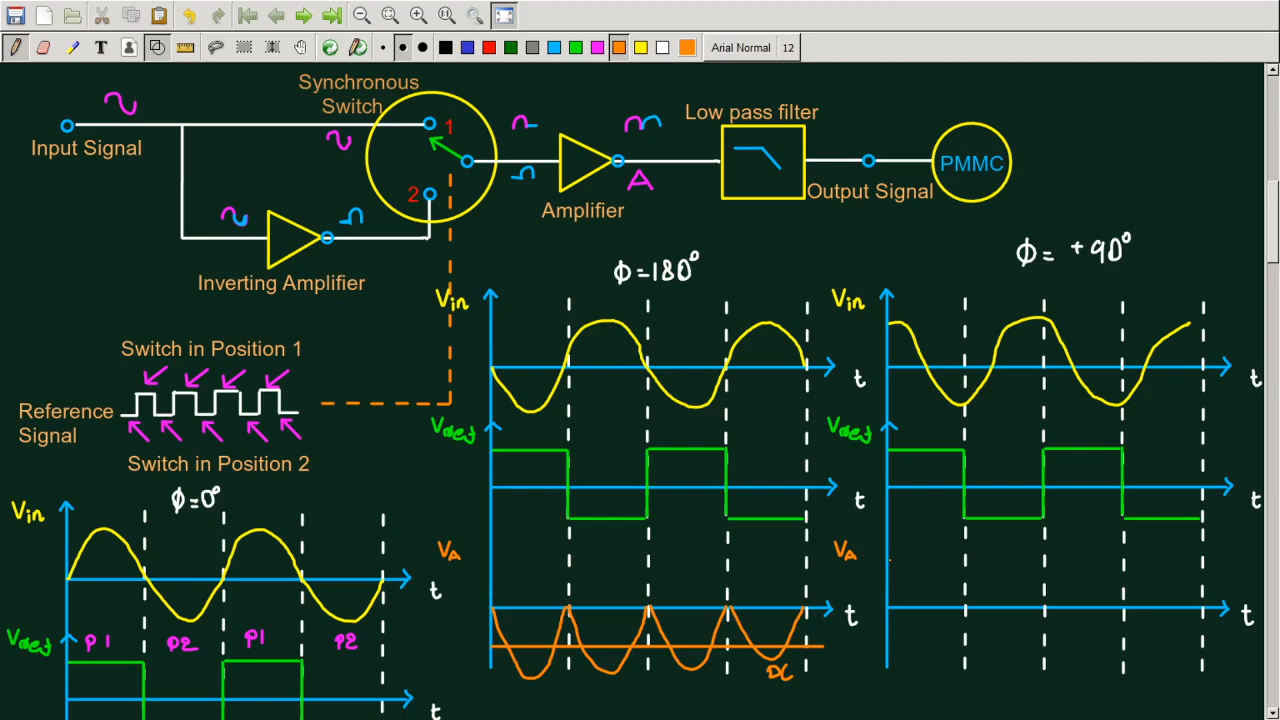 Arial Normal 12
Synchronous
Switch
Low pass filter
1
Input Signal
2
PMMC
A
Output Signal
Amplifier
Inverting Amplifier
Φ=180°
Φ= +90°
Vin
Vin
t
t
Switch in Position 1
Reference
Signal
Switch in Position 2
Vref
Vref
t
t
Φ=0°
Vin
VA
VA
t
t
t
P1 P2 P1 P2
DC
Vref
t